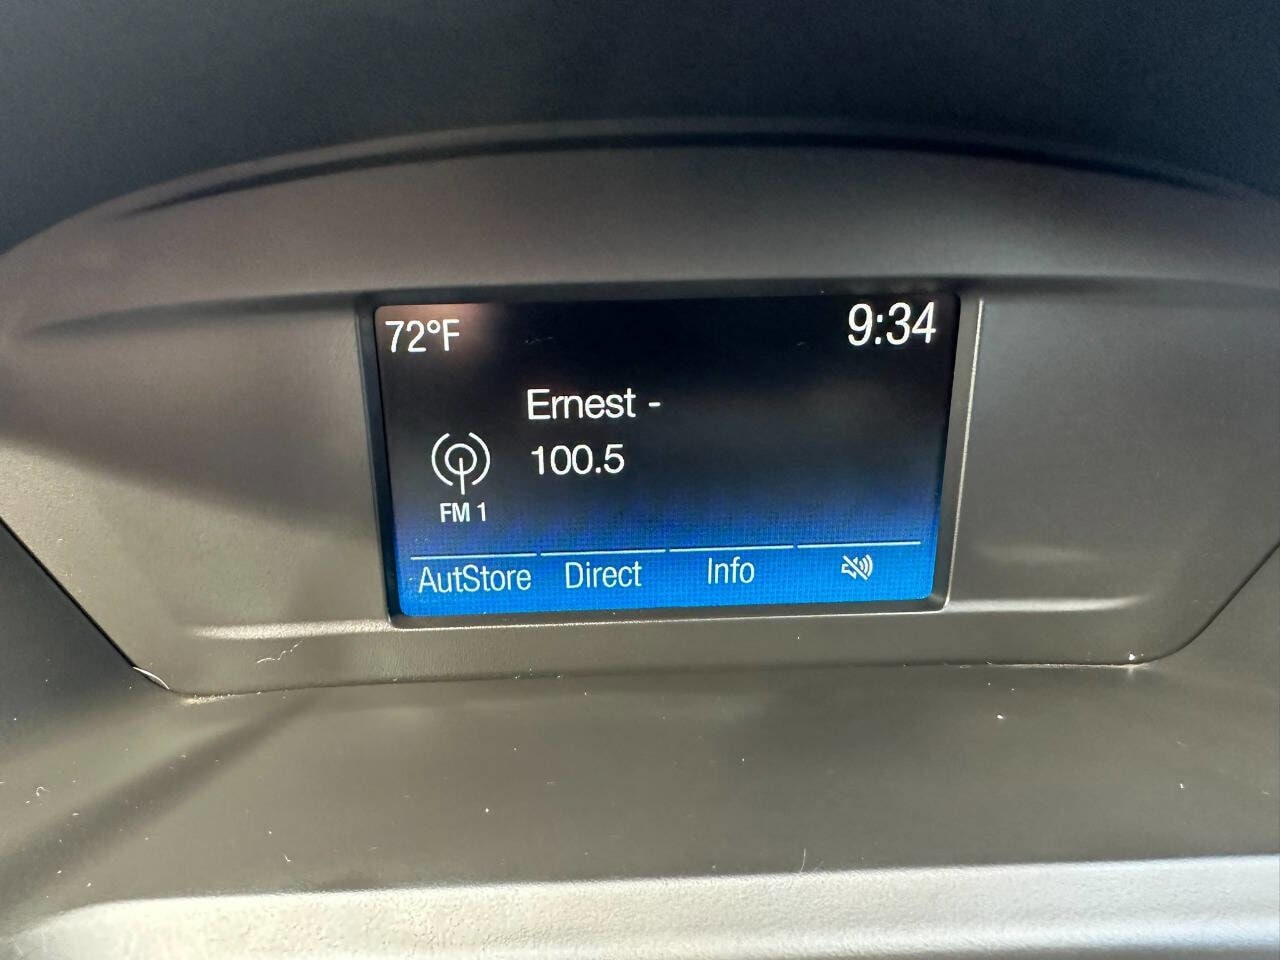 72°F
9:34
Ernest -
100.5
FM 1
AutStore
Direct
Info